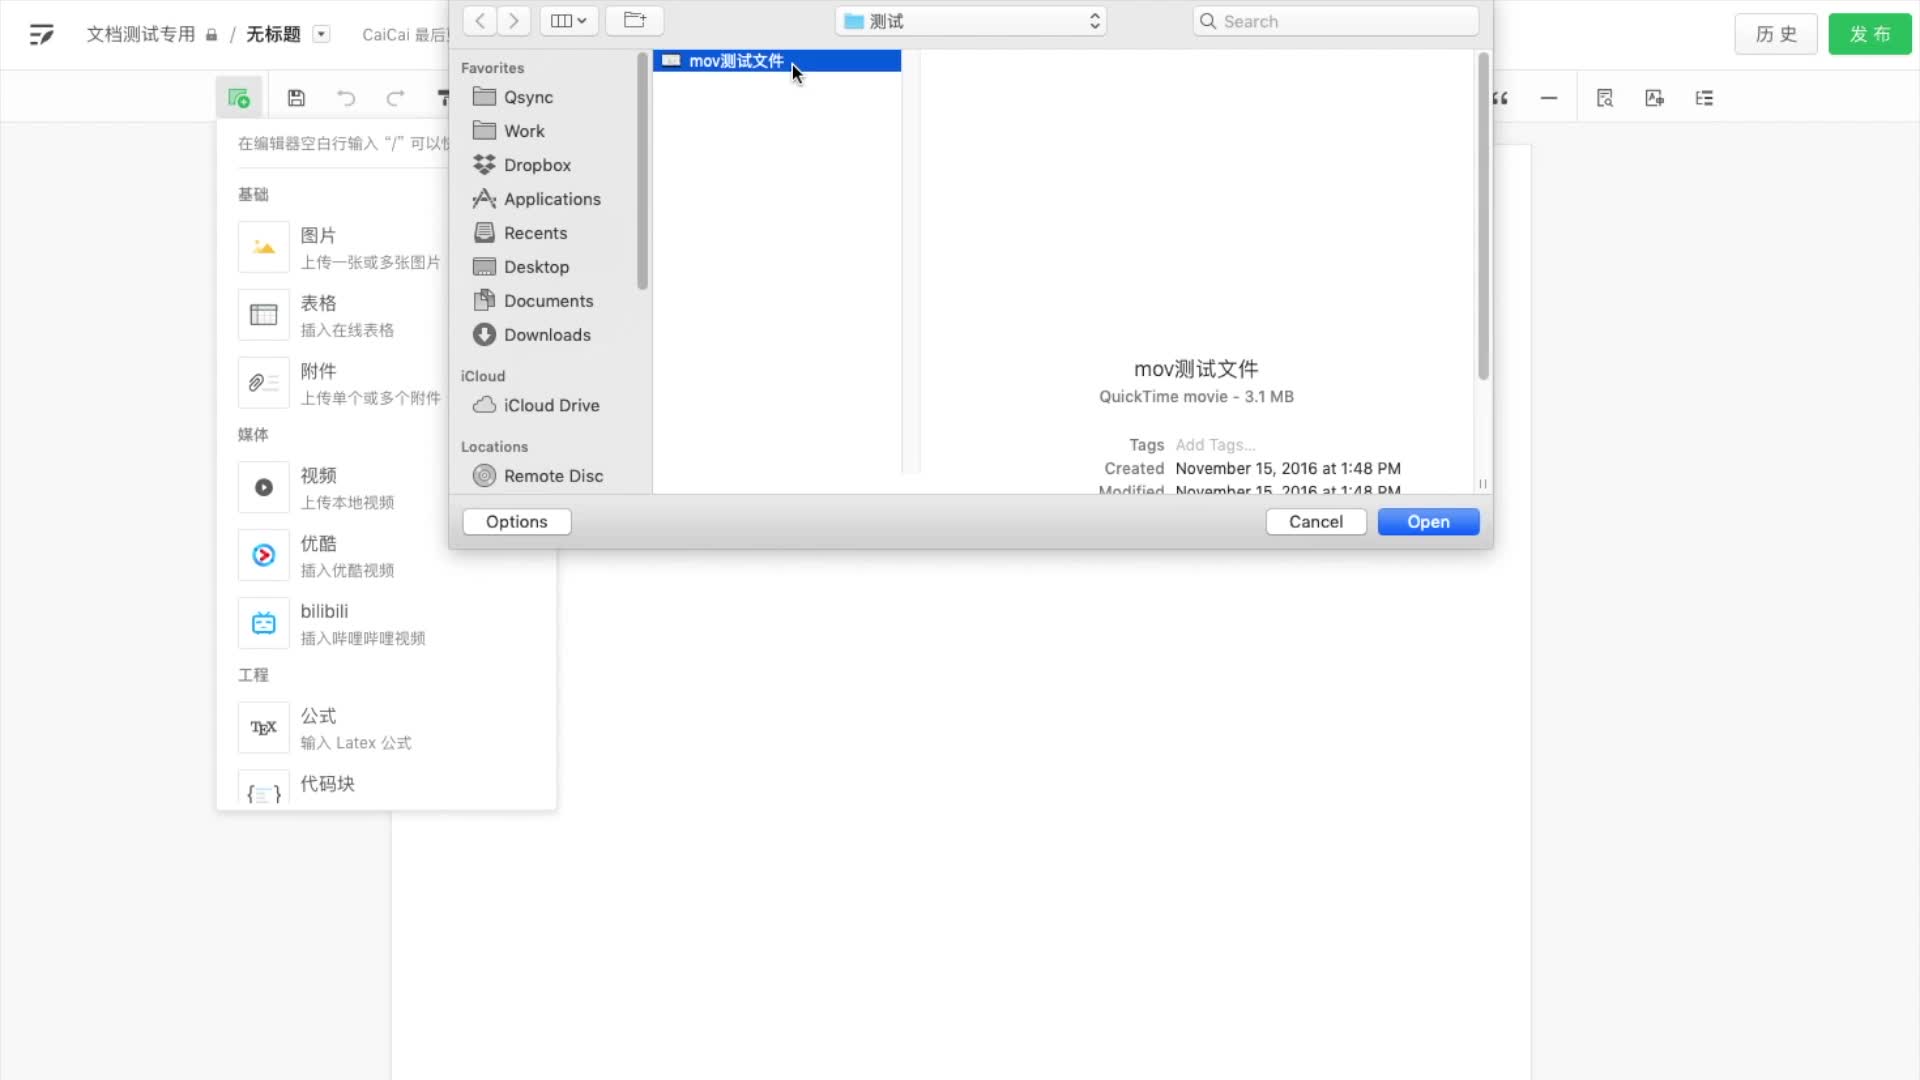 文档测试专用 / 无标题
CaiCai 最后
测试
Search
历 史
发 布
在编辑器空白行输入 “/” 可以
基础
图片
上传一张或多张图片
表格
插入在线表格
附件
上传单个或多个附件
媒体
视频
上传本地视频
优酷
插入优酷视频
bilibili
插入哔哩哔哩视频
工程
公式
TEX
输入 Latex 公式
代码块
Favorites
Qsync
Work
Dropbox
Applications
Recents
Desktop
Documents
Downloads
iCloud
iCloud Drive
Locations
Remote Disc
mov测试文件
mov测试文件
QuickTime movie - 3.1 MB
Tags Add Tags...
Created November 15, 2016 at 1:48 PM
Modified November 15, 2016 at 1:48 PM
Options
Cancel
Open